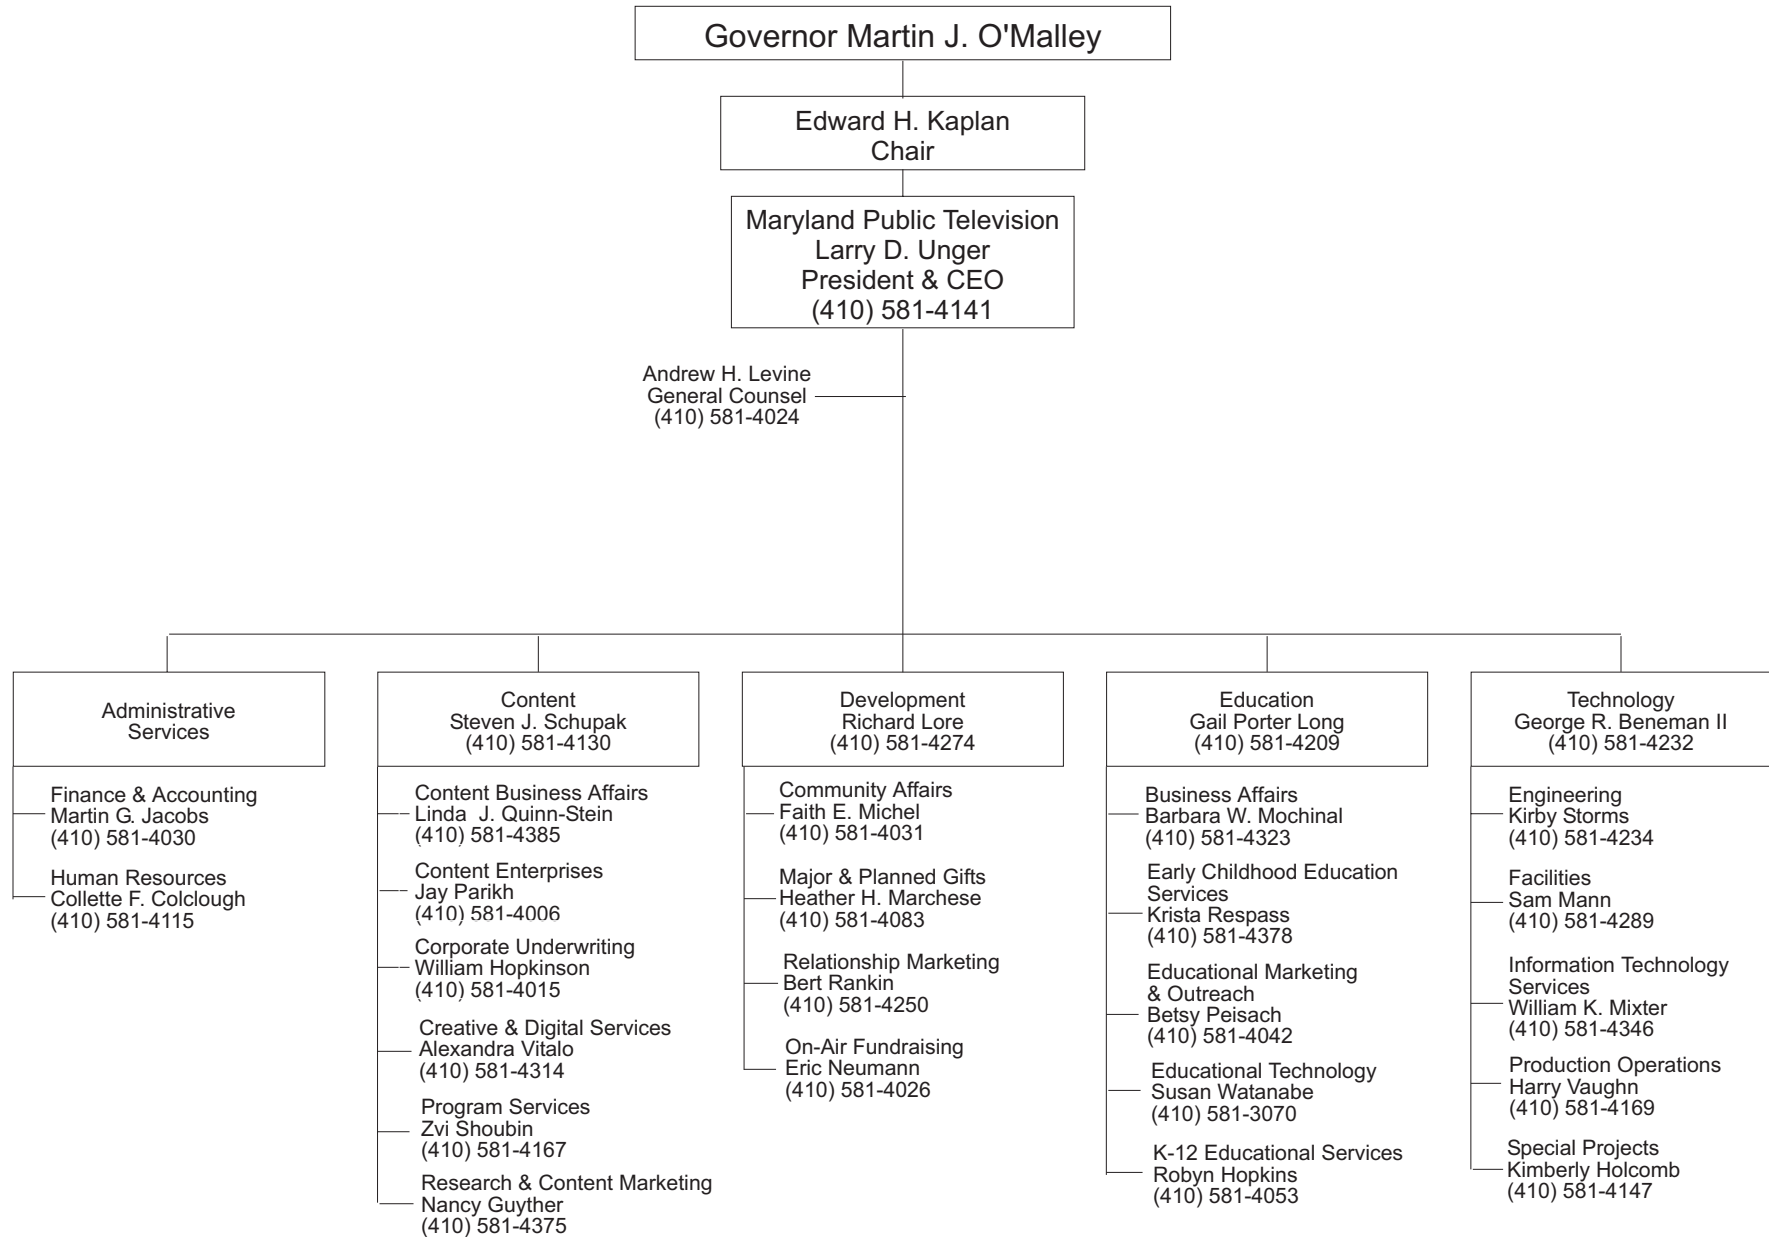 Governor Martin J. O'Malley
Edward H. Kaplan
Chair
Maryland Public Television
Larry D. Unger
President & CEO
(410) 581-4141
Andrew H. Levine
General Counsel
(410) 581-4024
Administrative
Services
Finance & Accounting
Martin G. Jacobs
(410) 581-4030
Human Resources
Collette F. Colclough
(410) 581-4115
Content
Steven J. Schupak
(410) 581-4130
Content Business Affairs
Linda J. Quinn-Stein
(410) 581-4385
Content Enterprises
Jay Parikh
(410) 581-4006
Corporate Underwriting
William Hopkinson
(410) 581-4015
Creative & Digital Services
Alexandra Vitalo
(410) 581-4314
Program Services
Zvi Shoubin
(410) 581-4167
Research & Content Marketing
Nancy Guyther
(410) 581-4375
Development
Richard Lore
(410) 581-4274
Community Affairs
Faith E. Michel
(410) 581-4031
Major & Planned Gifts
Heather H. Marchese
(410) 581-4083
Relationship Marketing
Bert Rankin
(410) 581-4250
On-Air Fundraising
Eric Neumann
(410) 581-4026
Education
Gail Porter Long
(410) 581-4209
Business Affairs
Barbara W. Mochinal
(410) 581-4323
Early Childhood Education
Services
Krista Respass
(410) 581-4378
Educational Marketing
& Outreach
Betsy Peisach
(410) 581-4042
Educational Technology
Susan Watanabe
(410) 581-3070
K-12 Educational Services
Robyn Hopkins
(410) 581-4053
Technology
George R. Beneman II
(410) 581-4232
Engineering
Kirby Storms
(410) 581-4234
Facilities
Sam Mann
(410) 581-4289
Information Technology
Services
William K. Mixter
(410) 581-4346
Production Operations
Harry Vaughn
(410) 581-4169
Special Projects
Kimberly Holcomb
(410) 581-4147